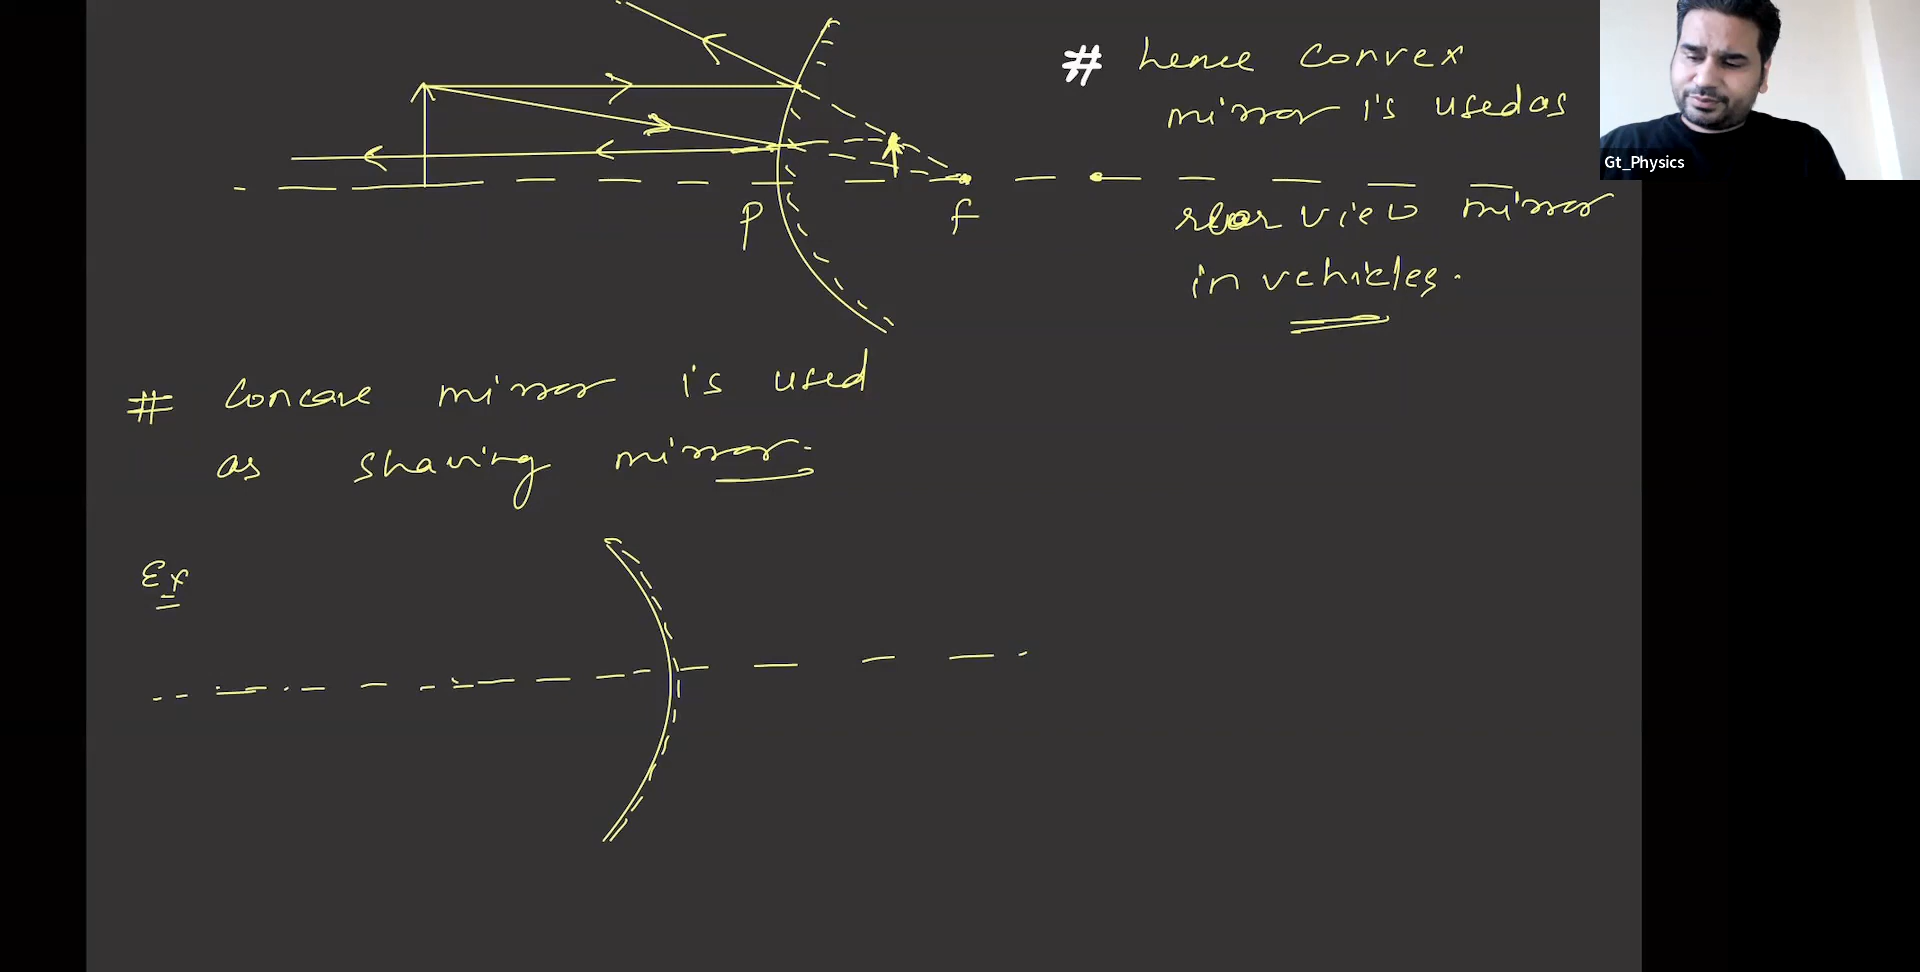 # hence convex
mirror is used as
Gt_Physics
rear view mirror
in vehicles.
P
f
# Concave mirror is used
as shaving mirror.
Ex